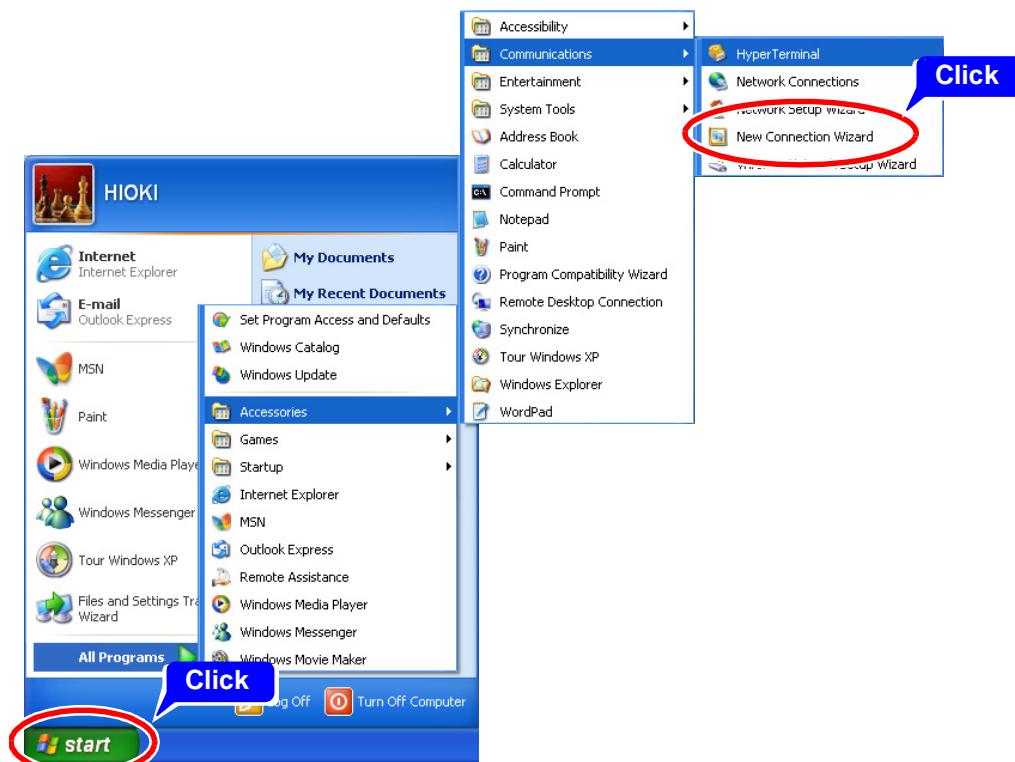 Accessibility
Communications
Entertainment
System Tools
Address Book
Calculator
Command Prompt
Notepad
Paint
Program Compatibility Wizard
Remote Desktop Connection
Synchronize
Tour Windows XP
Windows Explorer
WordPad
HyperTerminal
Network Connections
Network Setup Wizard
New Connection Wizard
Setup Wizard
Click
HIOKI
Internet
Internet Explorer
E-mail
Outlook Express
MSN
Paint
Windows Media Playe
Windows Messenger
Tour Windows XP
Files and Settings Tra
Wizard
All Programs
My Documents
My Recent Documents
Set Program Access and Defaults
Windows Catalog
Windows Update
Accessories
Games
Startup
Internet Explorer
MSN
Outlook Express
Remote Assistance
Windows Media Player
Windows Messenger
Windows Movie Maker
Click
Log Off
Turn Off Computer
start